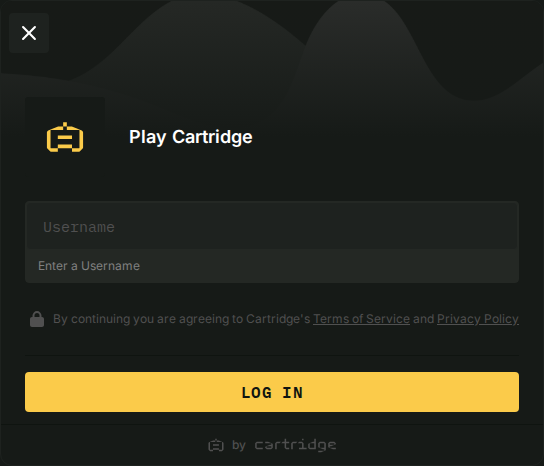 Play Cartridge
Username
Enter a Username
By continuing you are agreeing to Cartridge's Terms of Service and Privacy Policy
LOG IN
by cartridge